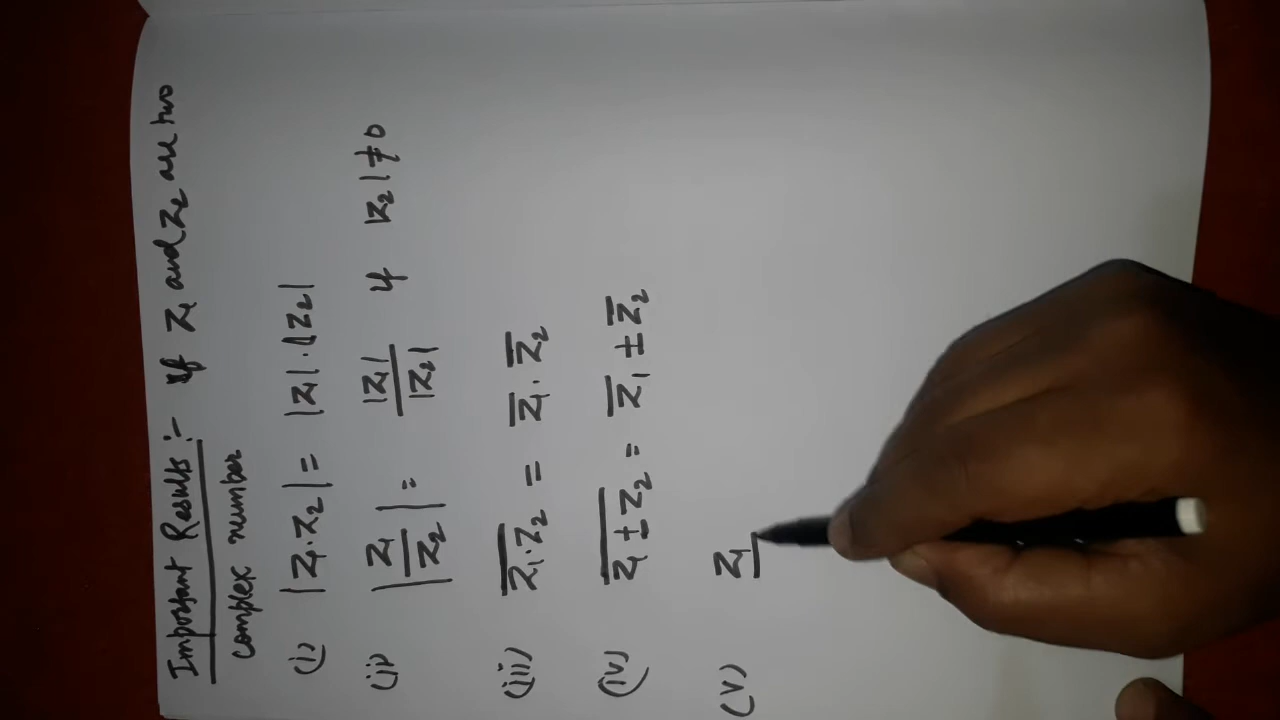 Important Results :- If z₁ and z₂ are two
complex number
(i) |z₁.z₂| = |z₁|.|z₂|
(ii) |z₁/z₂| = |z₁|/|z₂| if |z₂| ≠ 0
(iii) z̅₁.z₂̅ = z̅₁ . z̅₂
(iv) z̅₁ ± z₂̅ = z̅₁ ± z̅₂
(v) z₁